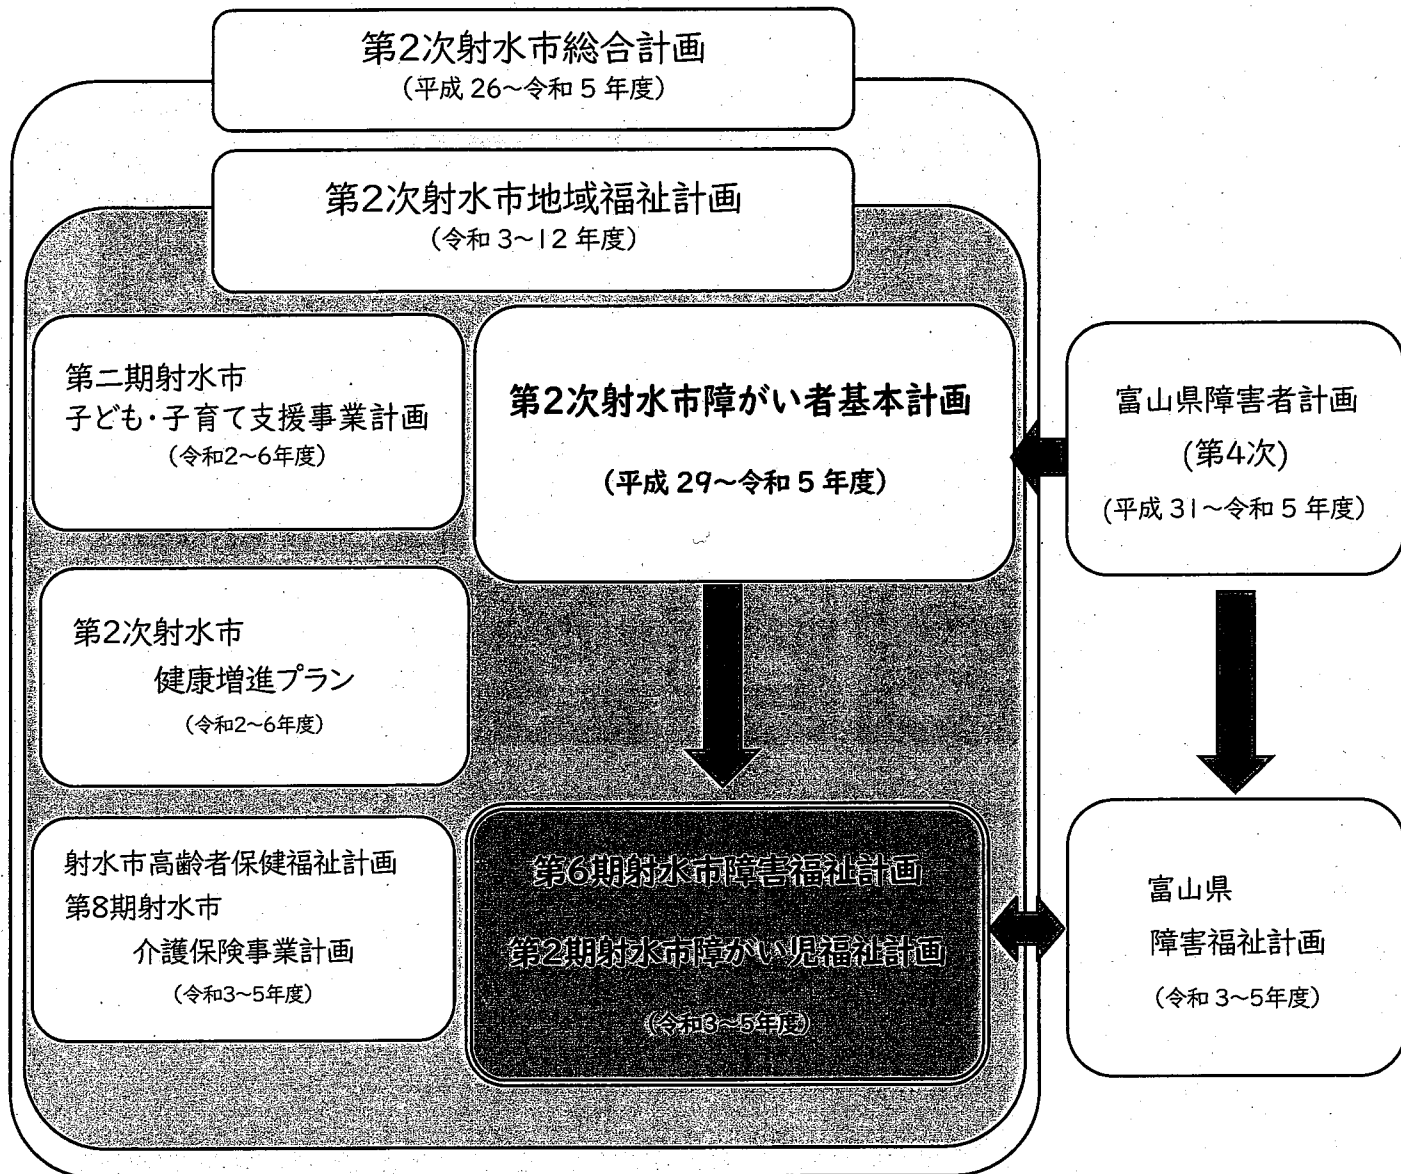 第2次射水市総合計画
(平成 26～令和 5 年度)
第2次射水市地域福祉計画
(令和 3～12 年度)
第二期射水市
子ども・子育て支援事業計画
(令和2～6年度)
第2次射水市障がい者基本計画
(平成 29～令和 5 年度)
富山県障害者計画
(第4次)
(平成 31～令和 5 年度)
第2次射水市
健康増進プラン
(令和2～6年度)
射水市高齢者保健福祉計画
第8期射水市
介護保険事業計画
(令和3～5年度)
第6期射水市障害福祉計画
第2期射水市障がい児福祉計画
(令和3～5年度)
富山県
障害福祉計画
(令和 3～5年度)